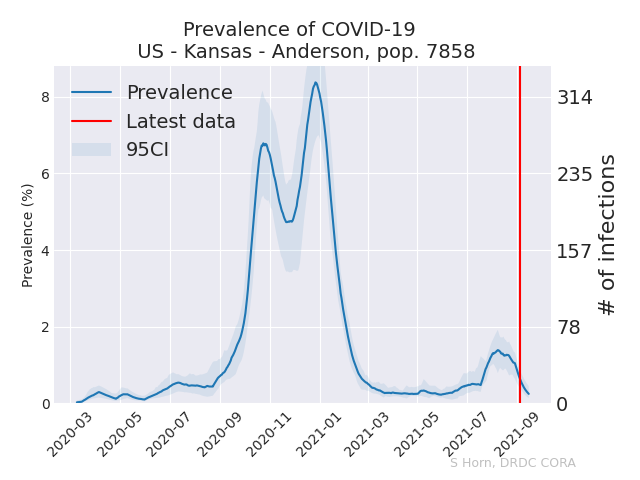 Prevalence of COVID-19
US - Kansas - Anderson, pop. 7858
Prevalence
Latest data
95CI
8
6
4
2
0
Prevalence (%)
314
235
157
78
0
# of infections
2020-03
2020-05
2020-07
2020-09
2020-11
2021-01
2021-03
2021-05
2021-07
2021-09
S Horn, DRDC CORA